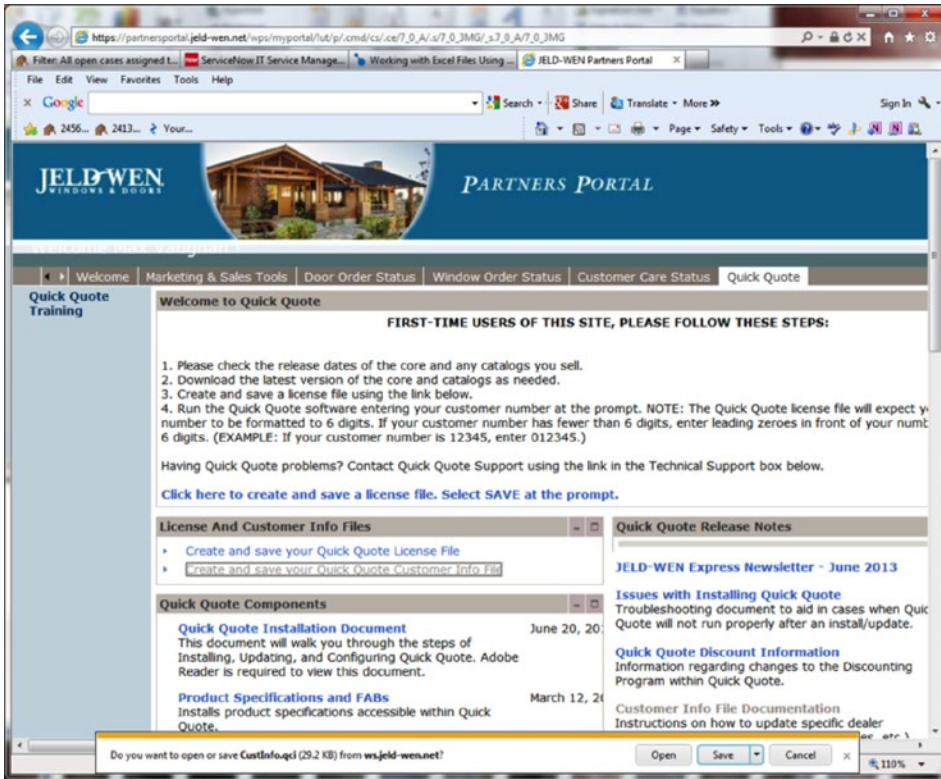 https://partnersportal.jeld-wen.net/wps/myportal/!ut/p/.cmd/cs/.ce/7_0_A/.s/7_0_3MG/_s.7_0_A/7_0_3MG
Filter: All open cases assigned t...
ServiceNow IT Service Manage...
Working with Excel Files Using ...
JELD-WEN Partners Portal
File Edit View Favorites Tools Help
Google
Search
Share
Translate
More »
Sign In
2456...
2413...
Your...
Page
Safety
Tools
JELD-WEN
WINDOWS & DOORS
PARTNERS PORTAL
Welcome Max Vaughan !
Welcome
Marketing & Sales Tools
Door Order Status
Window Order Status
Customer Care Status
Quick Quote
Quick Quote
Training
Welcome to Quick Quote
FIRST-TIME USERS OF THIS SITE, PLEASE FOLLOW THESE STEPS:
1. Please check the release dates of the core and any catalogs you sell.
2. Download the latest version of the core and catalogs as needed.
3. Create and save a license file using the link below.
4. Run the Quick Quote software entering your customer number at the prompt. NOTE: The Quick Quote license file will expect y
number to be formatted to 6 digits. If your customer number has fewer than 6 digits, enter leading zeroes in front of your numb
6 digits. (EXAMPLE: If your customer number is 12345, enter 012345.)
Having Quick Quote problems? Contact Quick Quote Support using the link in the Technical Support box below.
Click here to create and save a license file. Select SAVE at the prompt.
License And Customer Info Files
Create and save your Quick Quote License File
Create and save your Quick Quote Customer Info File
Quick Quote Components
Quick Quote Installation Document
June 20, 20
This document will walk you through the steps of
Installing, Updating, and Configuring Quick Quote. Adobe
Reader is required to view this document.
Product Specifications and FABs
March 12, 20
Installs product specifications accessible within Quick
Quote.
Quick Quote Release Notes
JELD-WEN Express Newsletter - June 2013
Issues with Installing Quick Quote
Troubleshooting document to aid in cases when Quic
Quote will not run properly after an install/update.
Quick Quote Discount Information
Information regarding changes to the Discounting
Program within Quick Quote.
Customer Info File Documentation
Instructions on how to update specific dealer
Do you want to open or save CustInfo.qci (29.2 KB) from ws.jeld-wen.net?
Open
Save
Cancel
110%